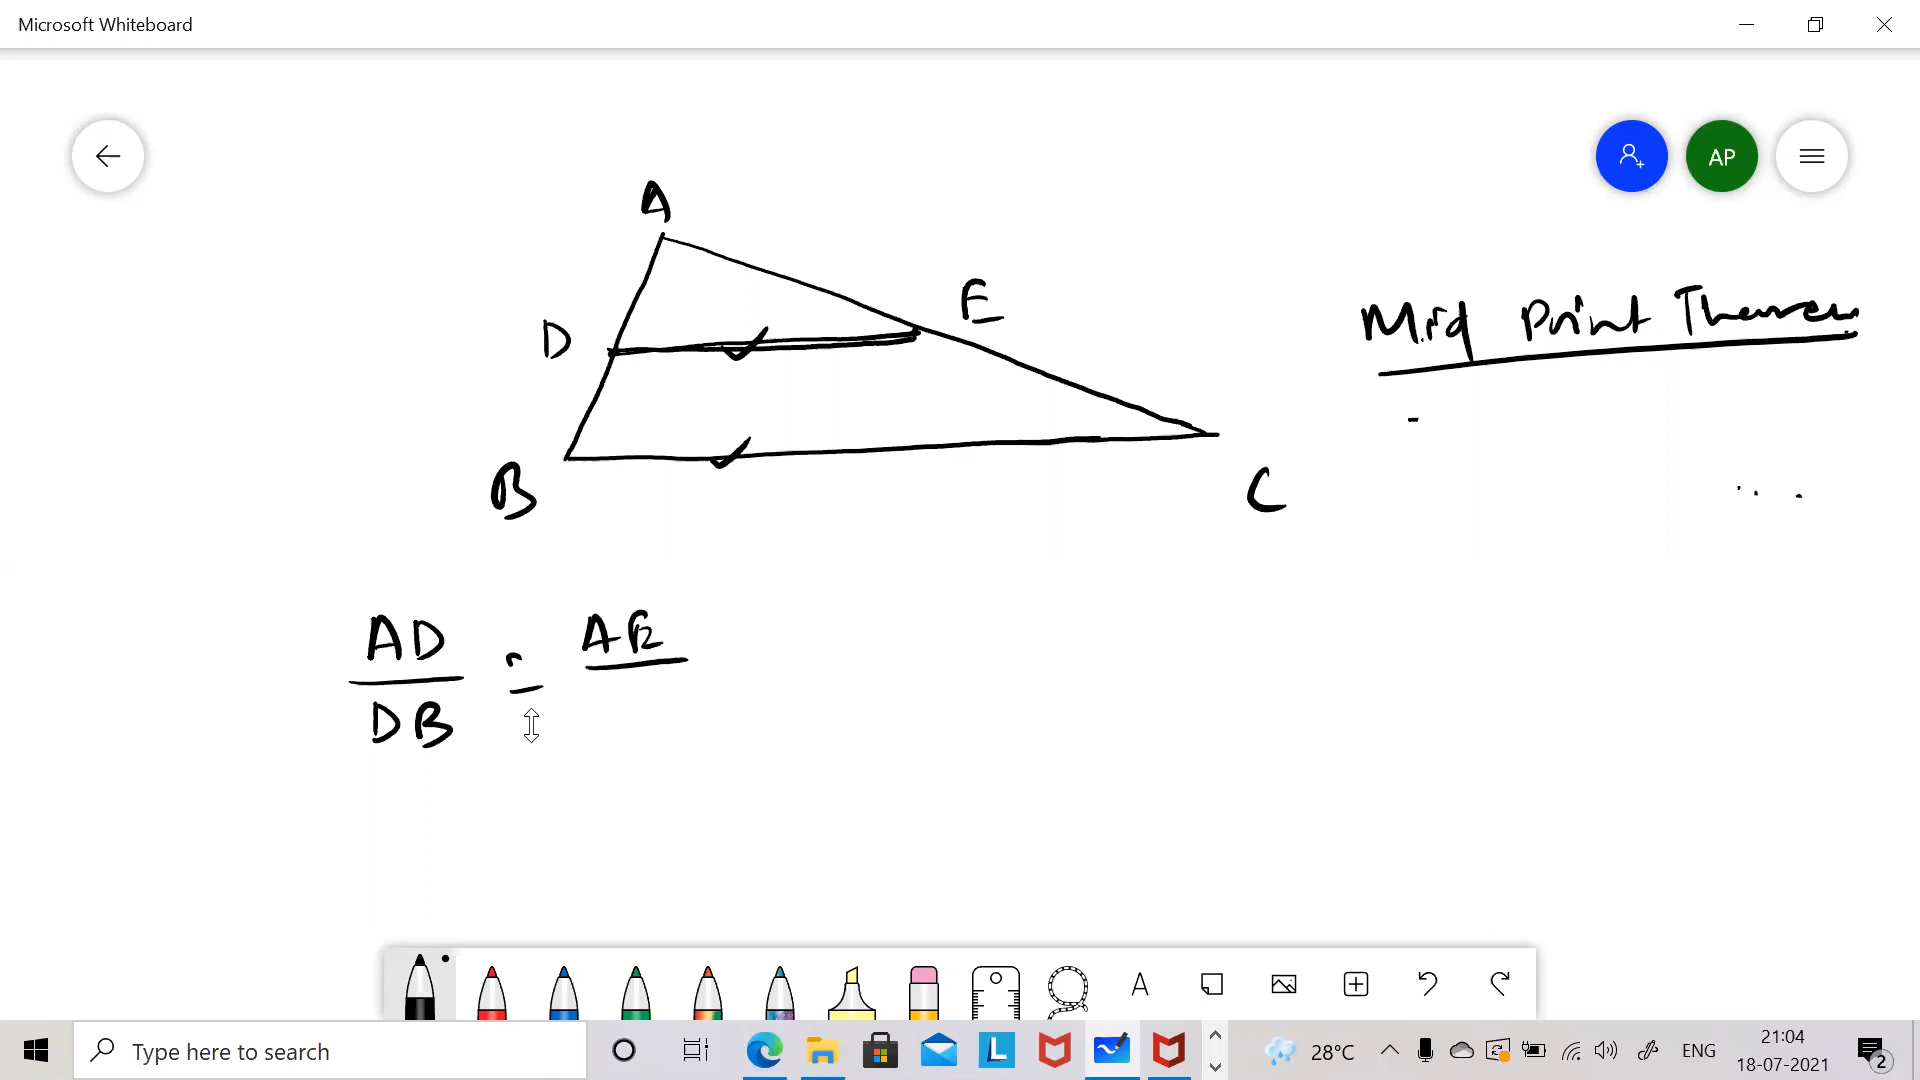 Microsoft Whiteboard
AP
A
E
D
Mid Point Theorem
B
C
AD = AE
DB
A
Type here to search
L
28°C
ENG
21:04
18-07-2021
2